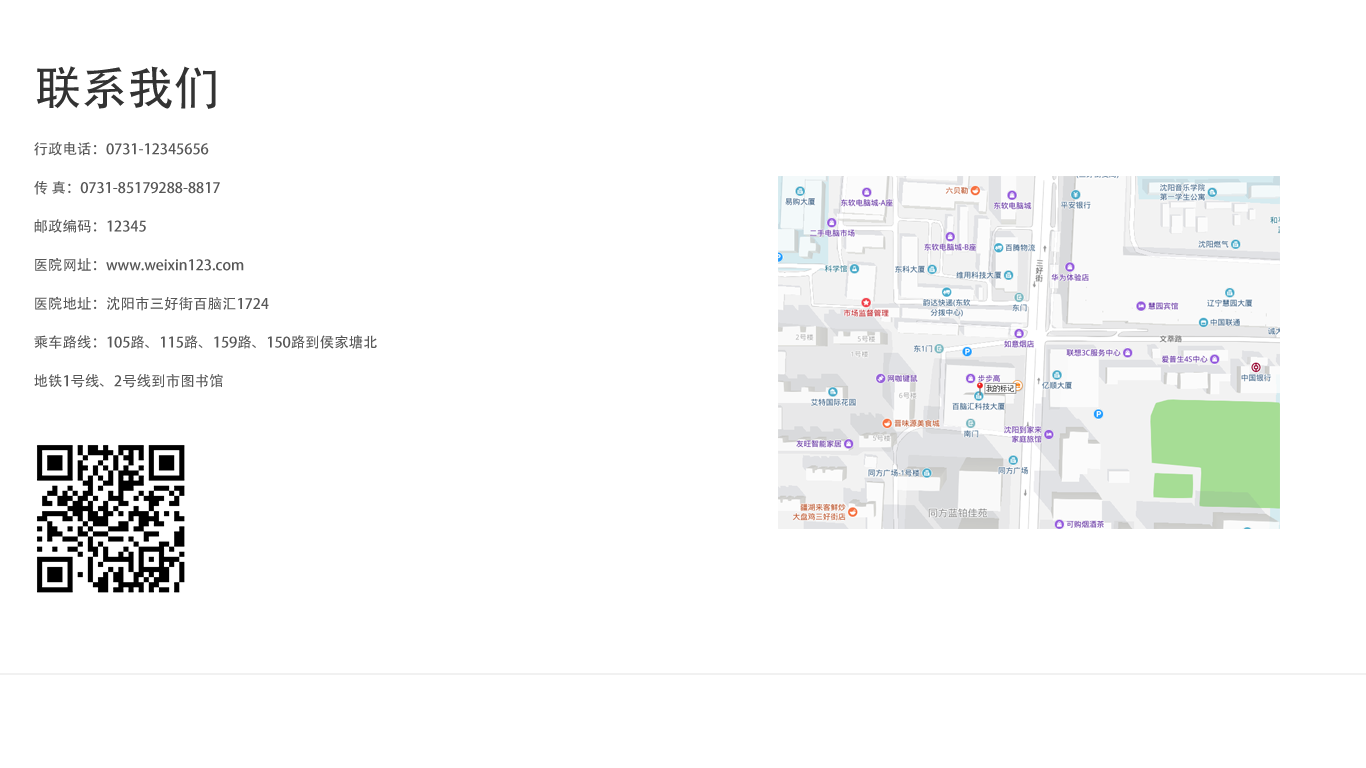 联系我们
行政电话：0731-12345656
传 真：0731-85179288-8817
邮政编码：12345
医院网址：www.weixin123.com
医院地址：沈阳市三好街百脑汇1724
乘车路线：105路、115路、159路、150路到侯家塘北
地铁1号线、2号线到市图书馆
易购大厦
东软电脑城-A座
六贝勒
东软电脑城
平安银行
沈阳音乐学院
第一学生公寓
二手电脑市场
东软电脑城-B座
百腾物流
沈阳燃气
科学馆
东科大厦
维用科技大厦
三好街
华为体验店
市场监督管理
韵达快递(东软
分拨中心)
东门
慧园宾馆
辽宁慧园大厦
中国联通
2号楼
5号楼
1号楼
东1门
如意烟店
文萃路
联想3C服务中心
爱普生4S中心
中国银行
网咖键鼠
步步高
我的标记
亿顺大厦
艾特国际花园
6号楼
百脑汇科技大厦
喜味源美食城
南门
沈阳到家来
家庭旅馆
友旺智能家居
5号楼
同方广场-1号楼
同方广场
疆湖来客鲜炒
大盘鸡三好街店
同方蓝铂佳苑
可购烟酒茶